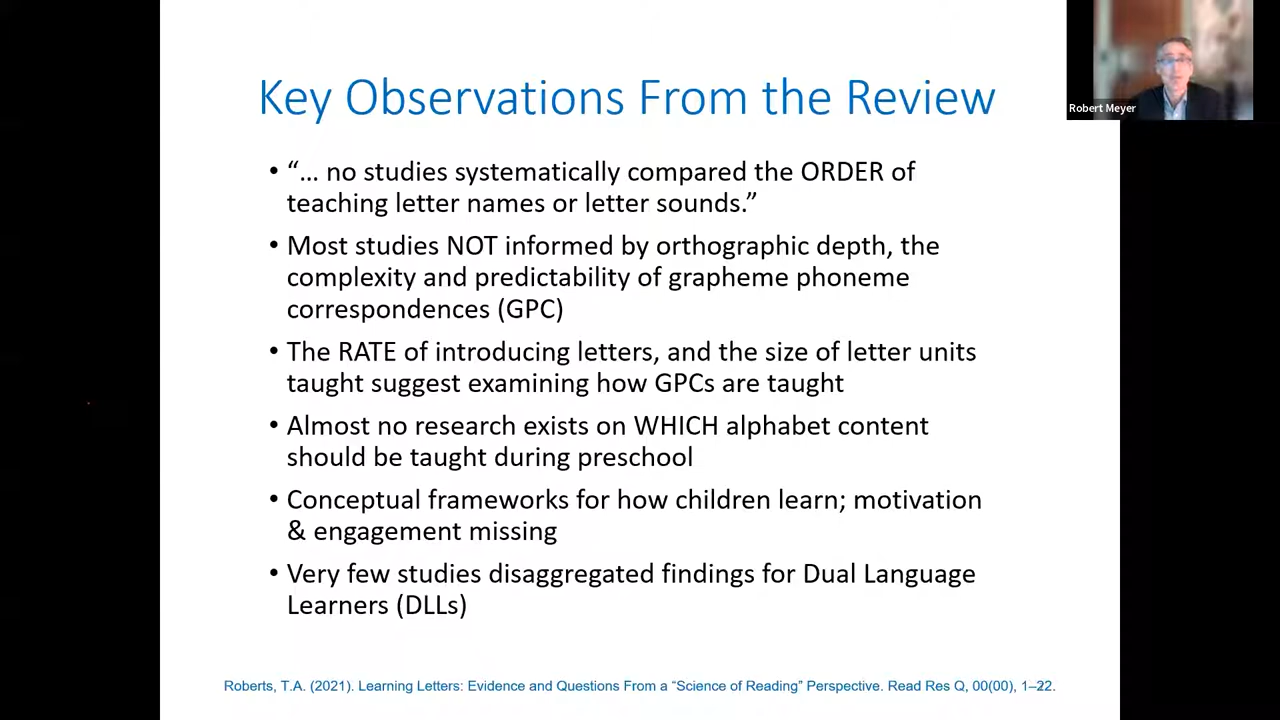 Key Observations From the Review
Robert Meyer
• “... no studies systematically compared the ORDER of
teaching letter names or letter sounds.”
• Most studies NOT informed by orthographic depth, the
complexity and predictability of grapheme phoneme
correspondences (GPC)
• The RATE of introducing letters, and the size of letter units
taught suggest examining how GPCs are taught
• Almost no research exists on WHICH alphabet content
should be taught during preschool
• Conceptual frameworks for how children learn; motivation
& engagement missing
• Very few studies disaggregated findings for Dual Language
Learners (DLLs)
Roberts, T.A. (2021). Learning Letters: Evidence and Questions From a “Science of Reading” Perspective. Read Res Q, 00(00), 1–22.